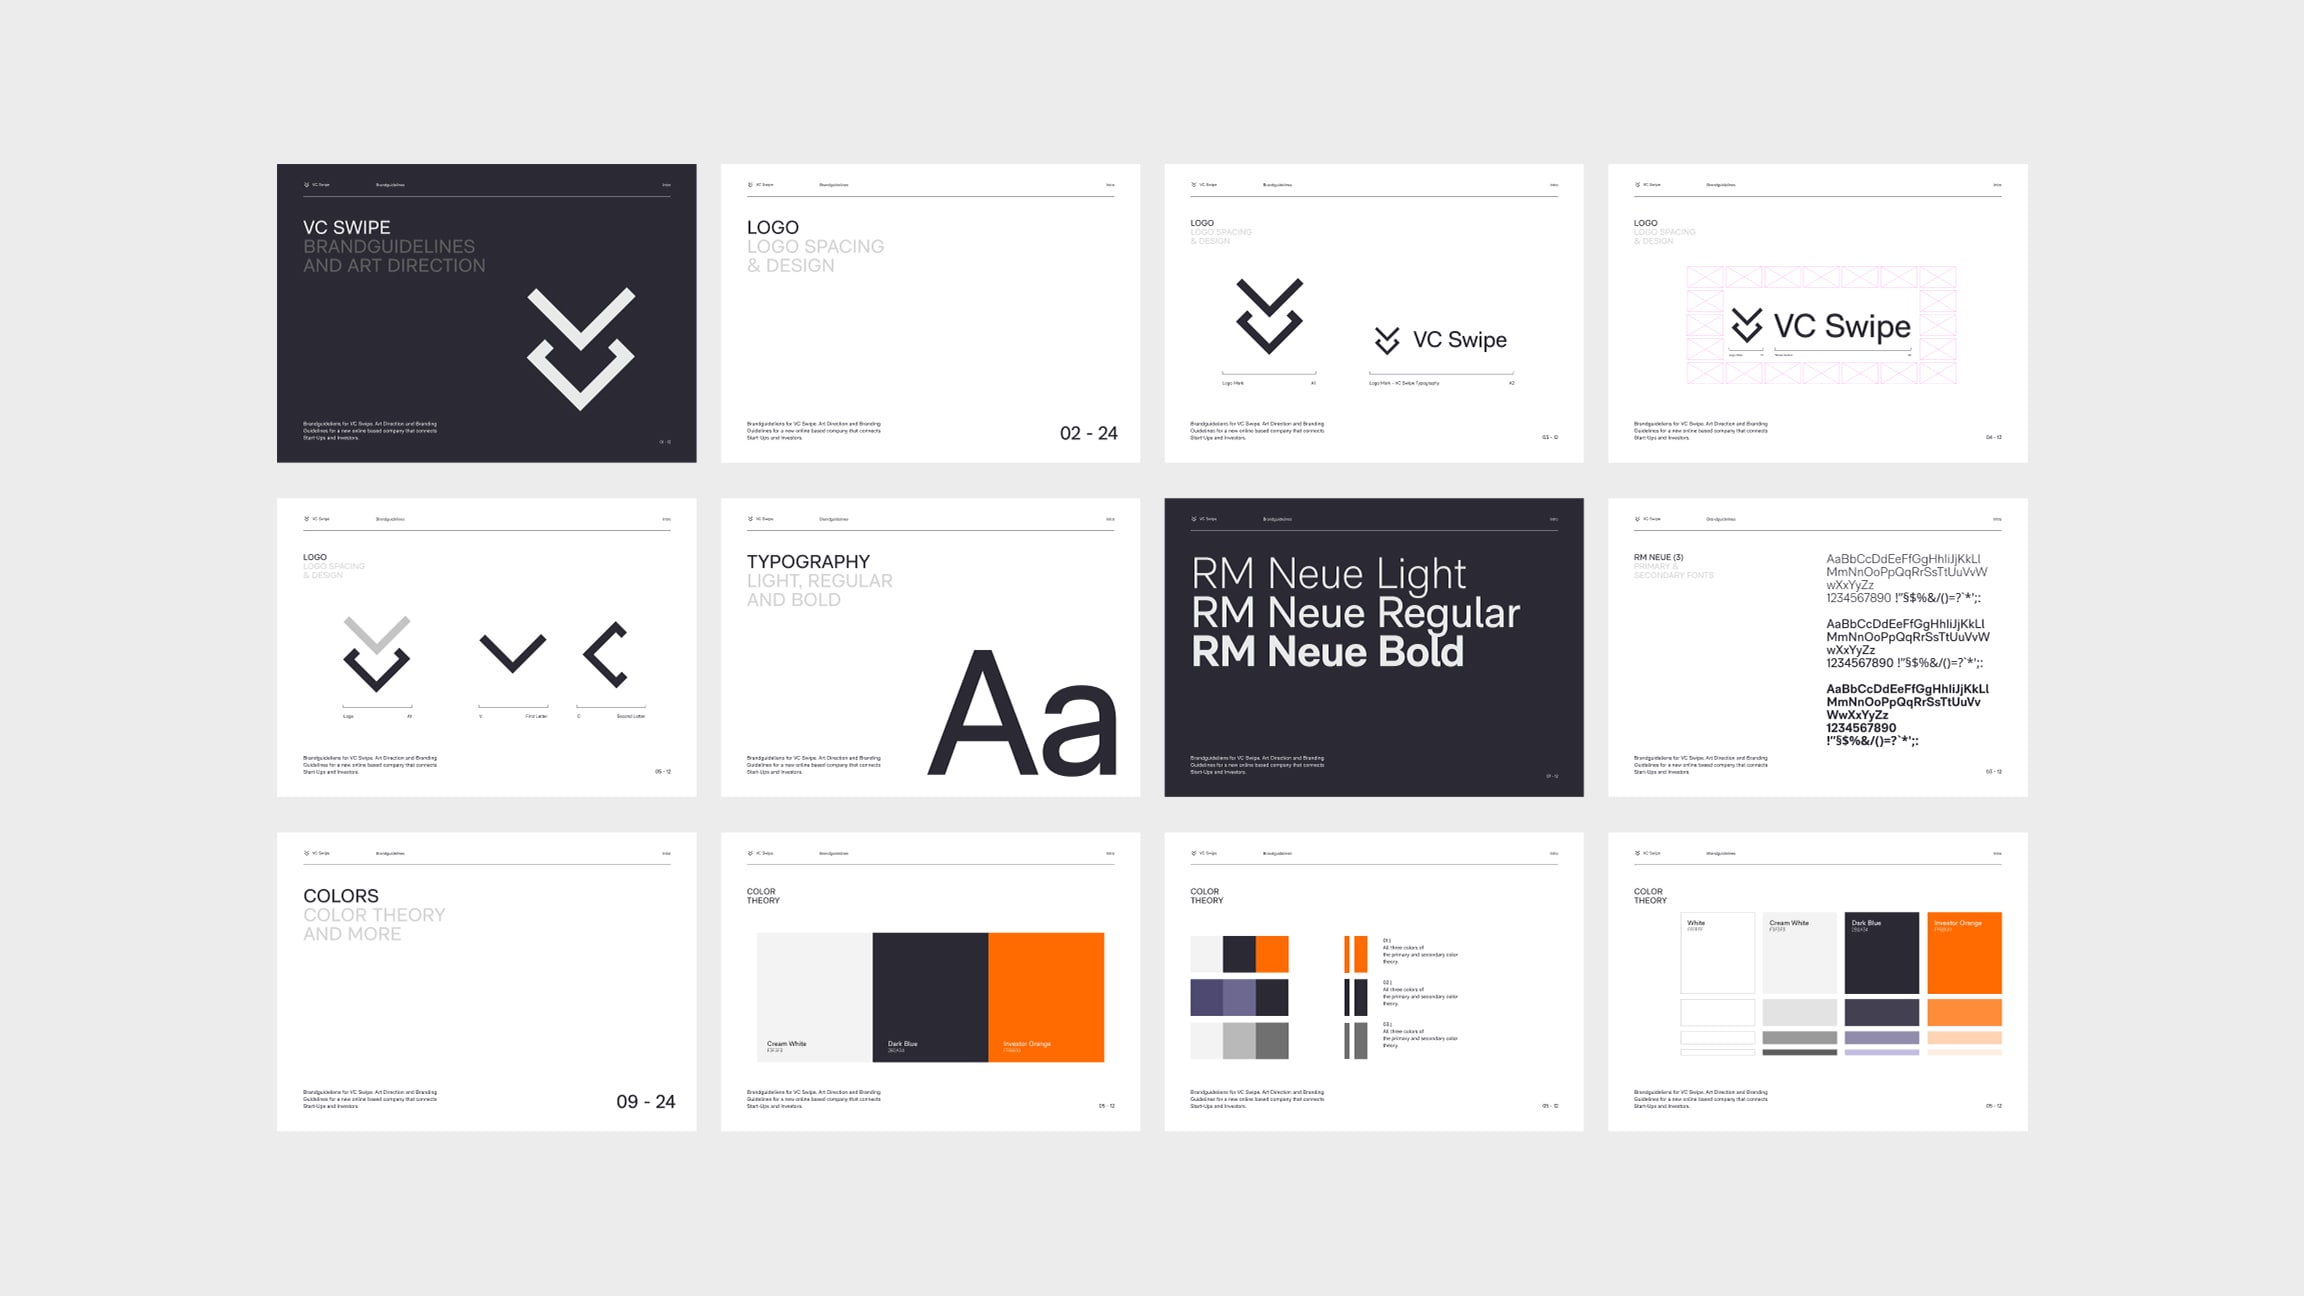 VC Swipe
Brandguidelines
Intro
VC SWIPE
BRANDGUIDELINES
AND ART DIRECTION
Brandguidelines for VC Swipe. Art Direction and Branding
Guidelines for a new online based company that connects
Start-Ups and Investors.
01 - 12
VC Swipe
Brandguidelines
Intro
LOGO
LOGO SPACING
& DESIGN
Brandguidelines for VC Swipe. Art Direction and Branding
Guidelines for a new online based company that connects
Start-Ups and Investors.
02 - 24
VC Swipe
Brandguidelines
Intro
LOGO
LOGO SPACING
& DESIGN
VC Swipe
Logo Mark
A1
Logo Mark - VC Swipe Typography
A2
Brandguidelines for VC Swipe. Art Direction and Branding
Guidelines for a new online based company that connects
Start-Ups and Investors.
03 - 12
VC Swipe
Brandguidelines
Intro
LOGO
LOGO SPACING
& DESIGN
VC Swipe
Brandguidelines for VC Swipe. Art Direction and Branding
Guidelines for a new online based company that connects
Start-Ups and Investors.
04 - 12
VC Swipe
Brandguidelines
Intro
LOGO
LOGO SPACING
& DESIGN
Logo
A1
V
First Letter
C
Second Letter
Brandguidelines for VC Swipe. Art Direction and Branding
Guidelines for a new online based company that connects
Start-Ups and Investors.
05 - 12
VC Swipe
Brandguidelines
Intro
TYPOGRAPHY
LIGHT, REGULAR
AND BOLD
Aa
Brandguidelines for VC Swipe. Art Direction and Branding
Guidelines for a new online based company that connects
Start-Ups and Investors.
VC Swipe
Brandguidelines
Intro
RM Neue Light
RM Neue Regular
RM Neue Bold
Brandguidelines for VC Swipe. Art Direction and Branding
Guidelines for a new online based company that connects
Start-Ups and Investors.
07 - 12
VC Swipe
Brandguidelines
Intro
RM NEUE (3)
PRIMARY &
SECONDARY FONTS
AaBbCcDdEeFfGgHhIiJjKkLl
MmNnOoPpQqRrSsTtUuVvW
wXxYyZz
1234567890 !"§$%&/()=?`*';:
AaBbCcDdEeFfGgHhIiJjKkLl
MmNnOoPpQqRrSsTtUuVvW
wXxYyZz
1234567890 !"§$%&/()=?`*';:
AaBbCcDdEeFfGgHhIiJjKkLl
MmNnOoPpQqRrSsTtUuVv
WwXxYyZz
1234567890
!"§$%&/()=?`*';:
Brandguidelines for VC Swipe. Art Direction and Branding
Guidelines for a new online based company that connects
Start-Ups and Investors.
VC Swipe
Brandguidelines
Intro
COLORS
COLOR THEORY
AND MORE
Brandguidelines for VC Swipe. Art Direction and Branding
Guidelines for a new online based company that connects
Start-Ups and Investors.
09 - 24
VC Swipe
Brandguidelines
Intro
COLOR
THEORY
Cream White
F3F3F3
Dark Blue
2B2A34
Investor Orange
Brandguidelines for VC Swipe. Art Direction and Branding
Guidelines for a new online based company that connects
Start-Ups and Investors.
05 - 12
VC Swipe
Brandguidelines
Intro
COLOR
THEORY
01 |
All three colors of
the primary and secondary color
theory.
02 |
All three colors of
the primary and secondary color
theory.
03 |
All three colors of
the primary and secondary color
theory.
Brandguidelines for VC Swipe. Art Direction and Branding
Guidelines for a new online based company that connects
Start-Ups and Investors.
05 - 12
VC Swipe
Brandguidelines
Intro
COLOR
THEORY
White
FFFFFF
Cream White
F3F3F3
Dark Blue
2B2A34
Investor Orange
Brandguidelines for VC Swipe. Art Direction and Branding
Guidelines for a new online based company that connects
Start-Ups and Investors.
05 - 12